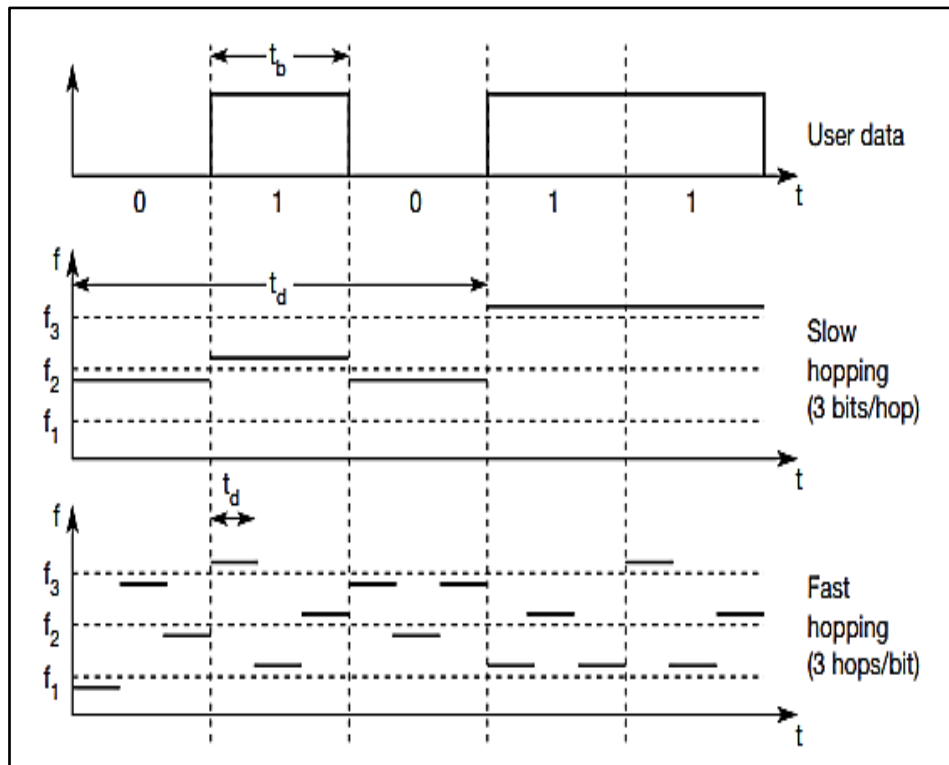 t_b
User data
t
0 1 0 1 1
f
t_d
f_3
Slow
hopping
(3 bits/hop)
f_2
f_1
t
t_d
f
f_3
Fast
hopping
(3 hops/bit)
f_2
f_1
t